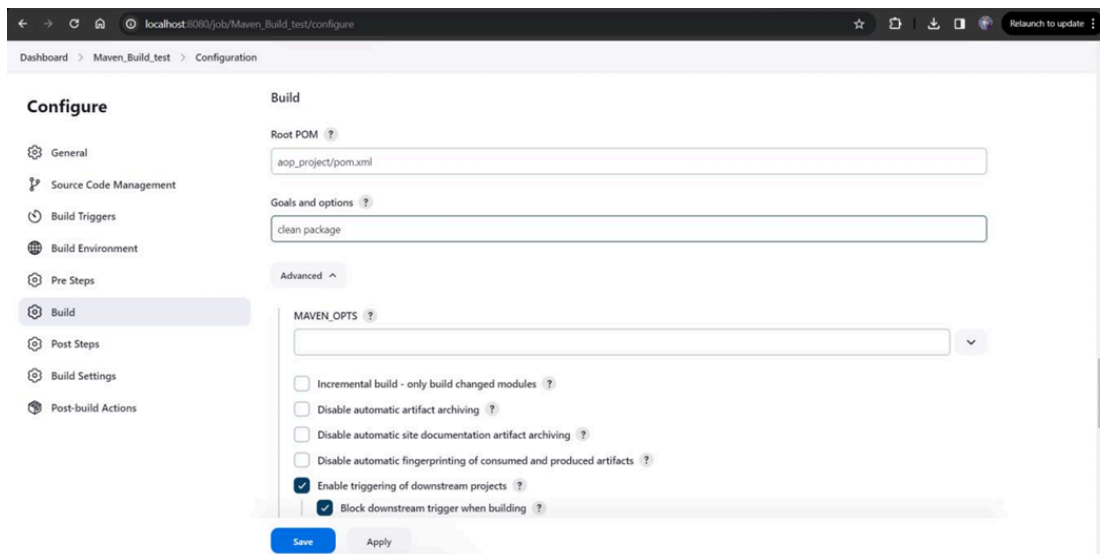 localhost:8080/job/Maven_Build_test/configure
Relaunch to update
Dashboard > Maven_Build_test > Configuration
Configure
General
Source Code Management
Build Triggers
Build Environment
Pre Steps
Build
Post Steps
Build Settings
Post-build Actions
Build
Root POM ?
aop_project/pom.xml
Goals and options ?
clean package
Advanced
MAVEN_OPTS ?
Incremental build - only build changed modules ?
Disable automatic artifact archiving ?
Disable automatic site documentation artifact archiving ?
Disable automatic fingerprinting of consumed and produced artifacts ?
Enable triggering of downstream projects ?
Block downstream trigger when building ?
Save Apply